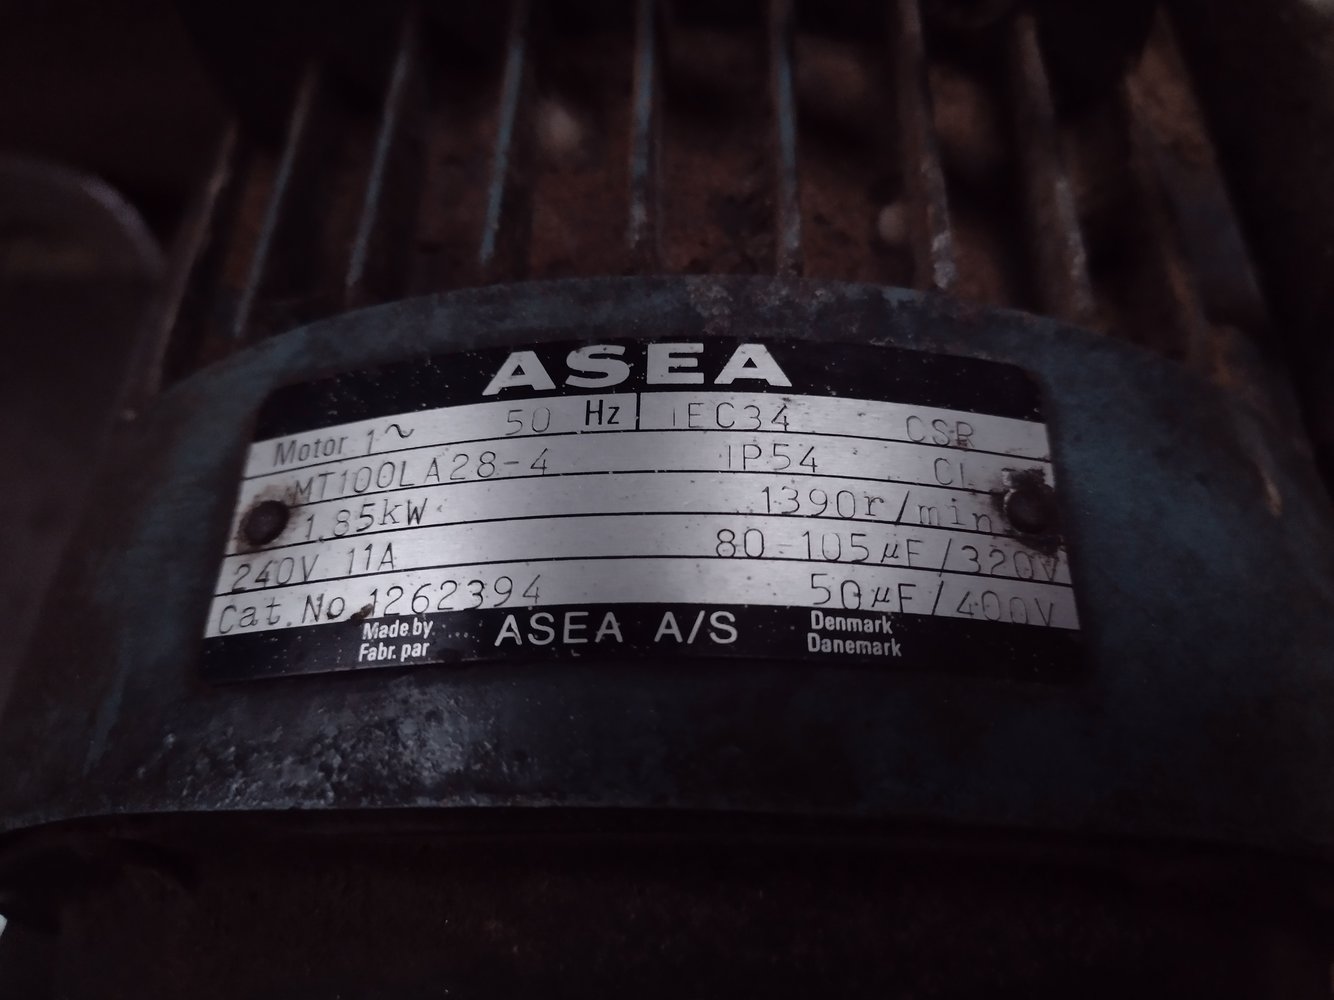 ASEA
Motor 1~ 50 Hz IEC34 CSR
MT100LA28-4 IP54 CL
1,85kW 1390r/min
240V 11A 80-105µF/320V
Cat.No 1262394 50µF/400V
Made by ASEA A/S Denmark
Fabr. par Danemark